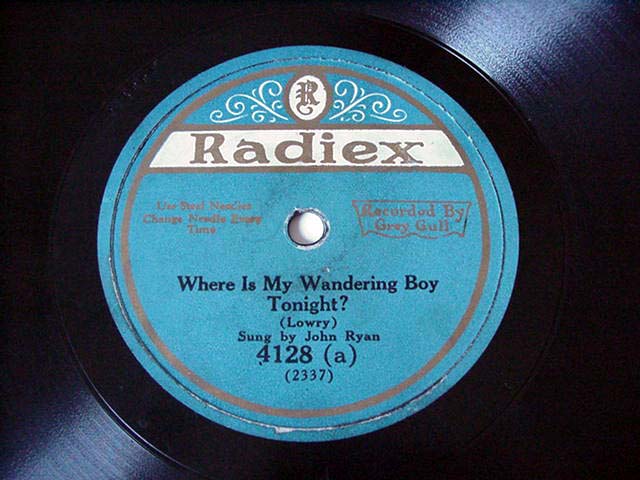 R
Radiex
Use Steel Needles
Change Needle Every
Time
Recorded By
Grey Gull
Where Is My Wandering Boy
Tonight?
(Lowry)
Sung by John Ryan
4128 (a)
(2337)